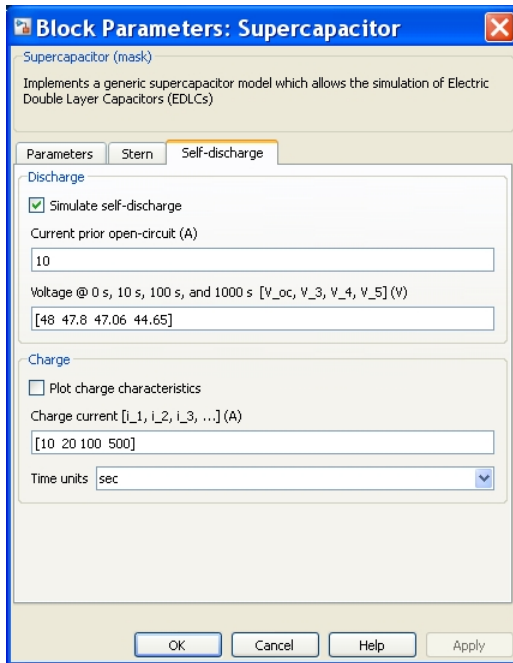 Block Parameters: Supercapacitor
Supercapacitor (mask)
Implements a generic supercapacitor model which allows the simulation of Electric
Double Layer Capacitors (EDLCs)
Parameters Stern Self-discharge
Discharge
Simulate self-discharge
Current prior open-circuit (A)
10
Voltage @ 0 s, 10 s, 100 s, and 1000 s [V_oc, V_3, V_4, V_5] (V)
[48 47.8 47.06 44.65]
Charge
Plot charge characteristics
Charge current [i_1, i_2, i_3, ...] (A)
[10 20 100 500]
Time units sec
OK Cancel Help Apply